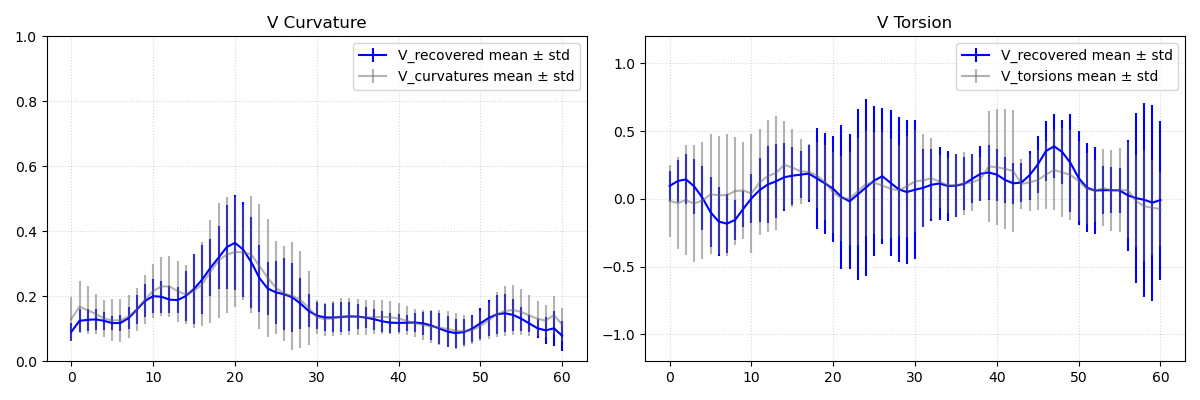 V Curvature
V_recovered mean ± std
V_curvatures mean ± std
1.0
0.8
0.6
0.4
0.2
0.0
0 10 20 30 40 50 60
V Torsion
V_recovered mean ± std
V_torsions mean ± std
1.0
0.5
0.0
−0.5
−1.0
0 10 20 30 40 50 60